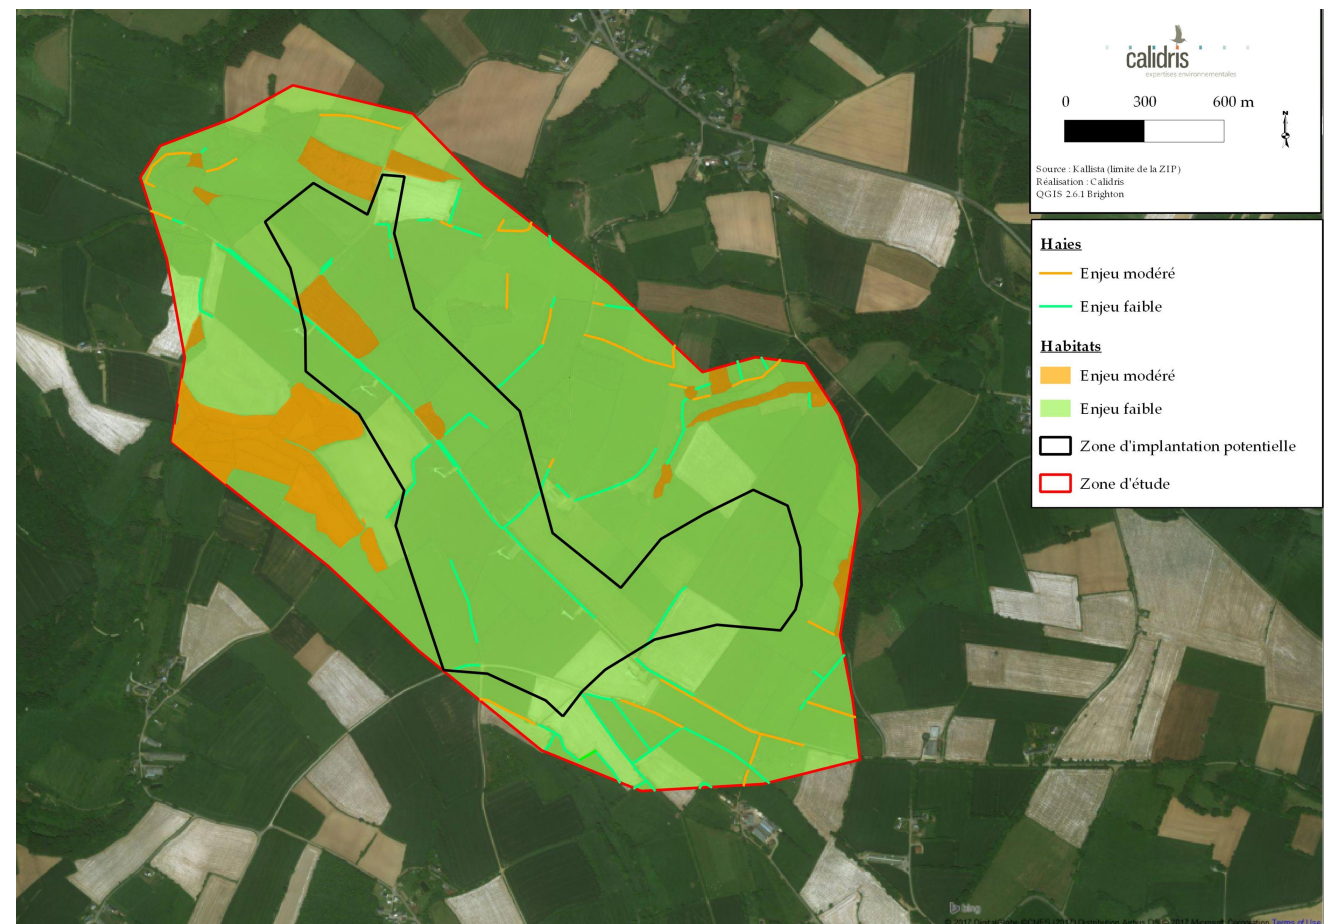 calidris
expertises environnementales
0 300 600 m
N
Source : Kallista (limite de la ZIP)
Réalisation : Calidris
QGIS 2.6.1 Brighton
Haies
Enjeu modéré
Enjeu faible
Habitats
Enjeu modéré
Enjeu faible
Zone d'implantation potentielle
Zone d'étude
bing
© 2017 DigitalGlobe ©CNES (2017) Distribution Airbus DS © 2017 Microsoft Corporation Terms of Use